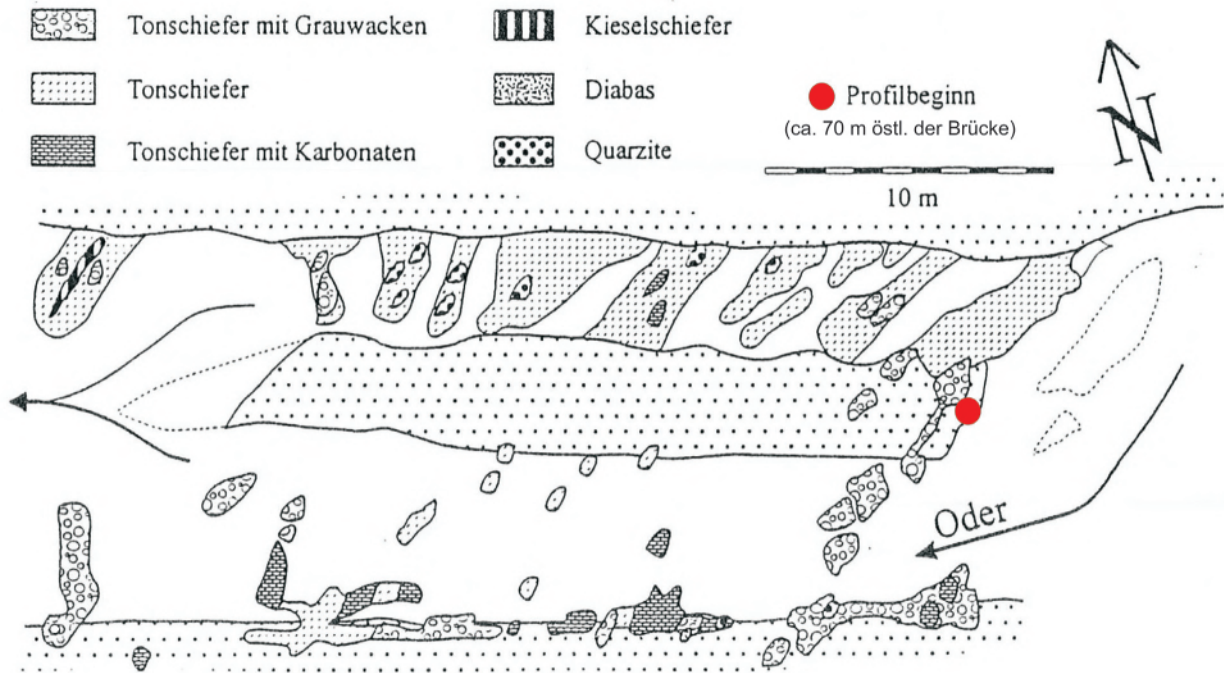 Tonschiefer mit Grauwacken
Tonschiefer
Tonschiefer mit Karbonaten
Kieselschiefer
Diabas
Quarzite
Profilbeginn
(ca. 70 m östl. der Brücke)
10 m
N
Oder